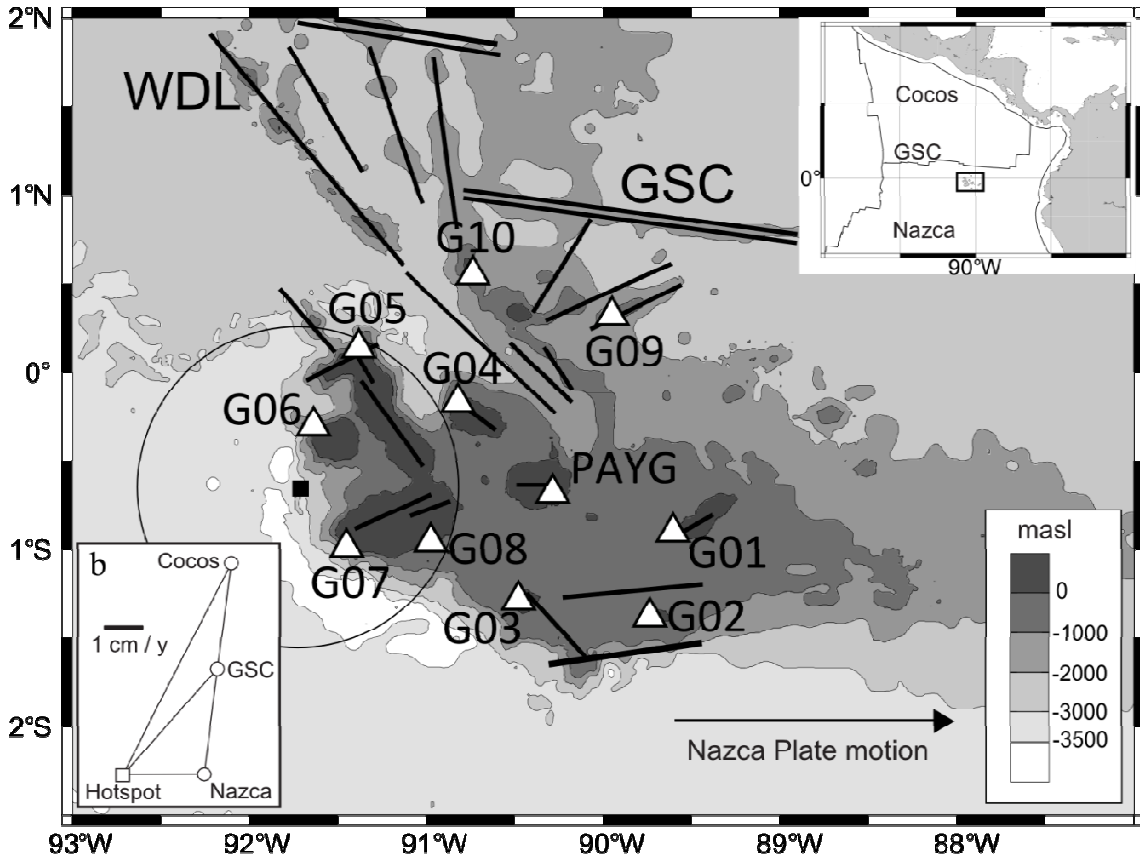 2°N
1°N
0°
1°S
2°S
93°W
92°W
91°W
90°W
89°W
88°W
WDL
GSC
G10
G05
G09
G04
G06
PAYG
G01
G08
G07
G03
G02
Nazca Plate motion
Cocos
GSC
0°
Nazca
90°W
b
Cocos
1 cm / y
GSC
Hotspot
Nazca
masl
0
-1000
-2000
-3000
-3500